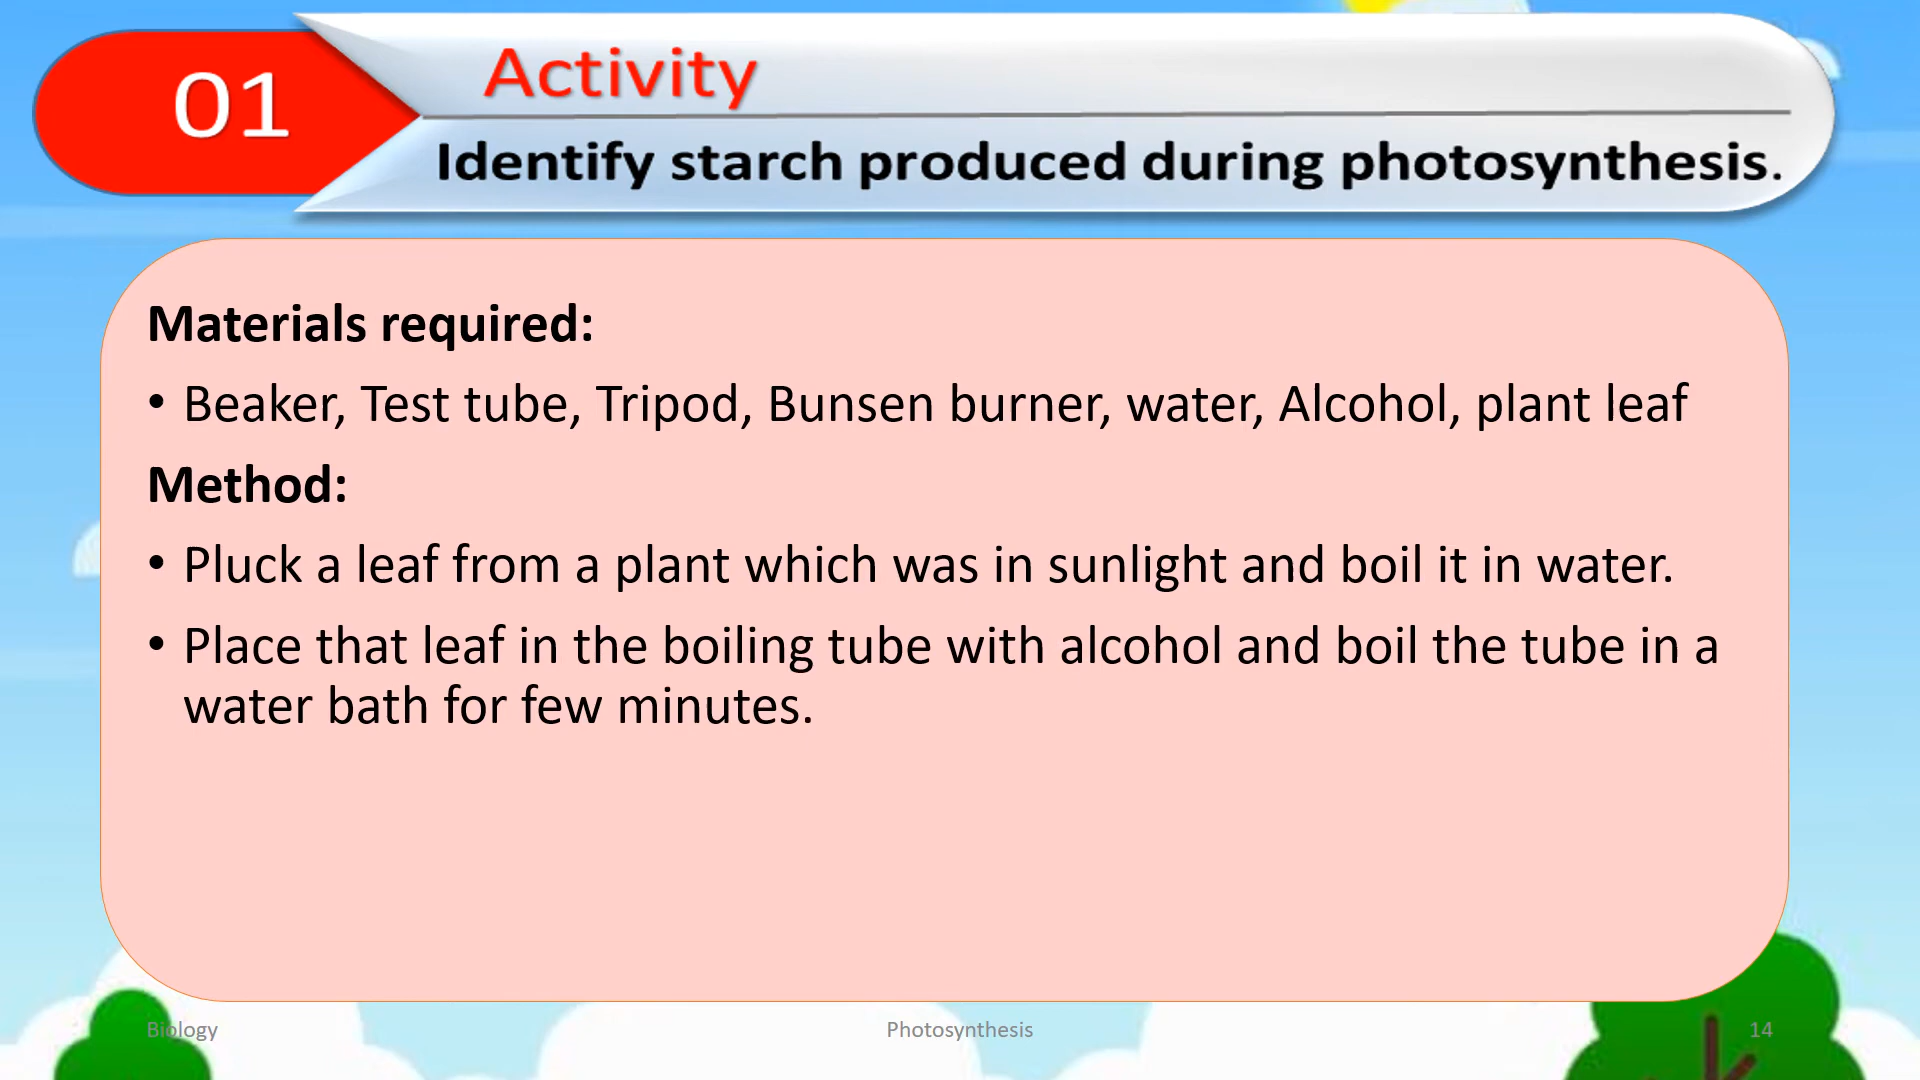 01
Activity
Identify starch produced during photosynthesis.
Materials required:
• Beaker, Test tube, Tripod, Bunsen burner, water, Alcohol, plant leaf
Method:
• Pluck a leaf from a plant which was in sunlight and boil it in water.
• Place that leaf in the boiling tube with alcohol and boil the tube in a
water bath for few minutes.
Biology
Photosynthesis
14